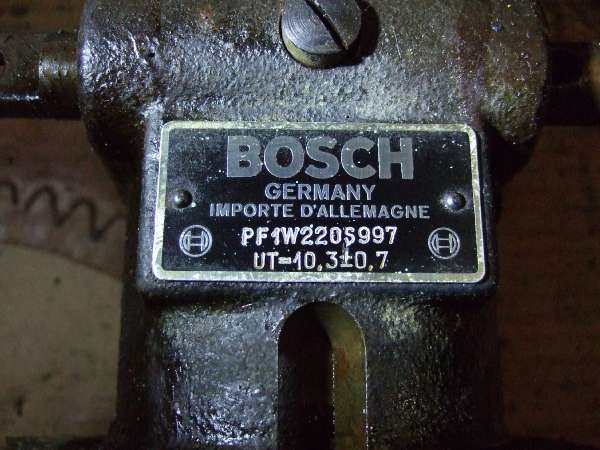 BOSCH
GERMANY
IMPORTE D'ALLEMAGNE
PF1W220S997
UT=10,3±0,7